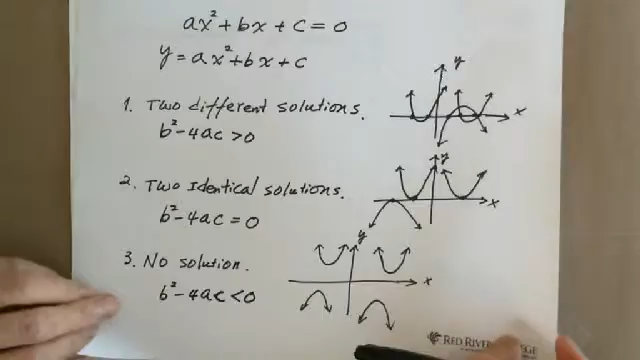 ax² + bx + c = 0
y = ax² + bx + c
1. Two different solutions.
b² - 4ac > 0
y
x
2. Two Identical solutions.
b² - 4ac = 0
y
x
3. No solution.
b² - 4ac < 0
y
x
RED RIVER